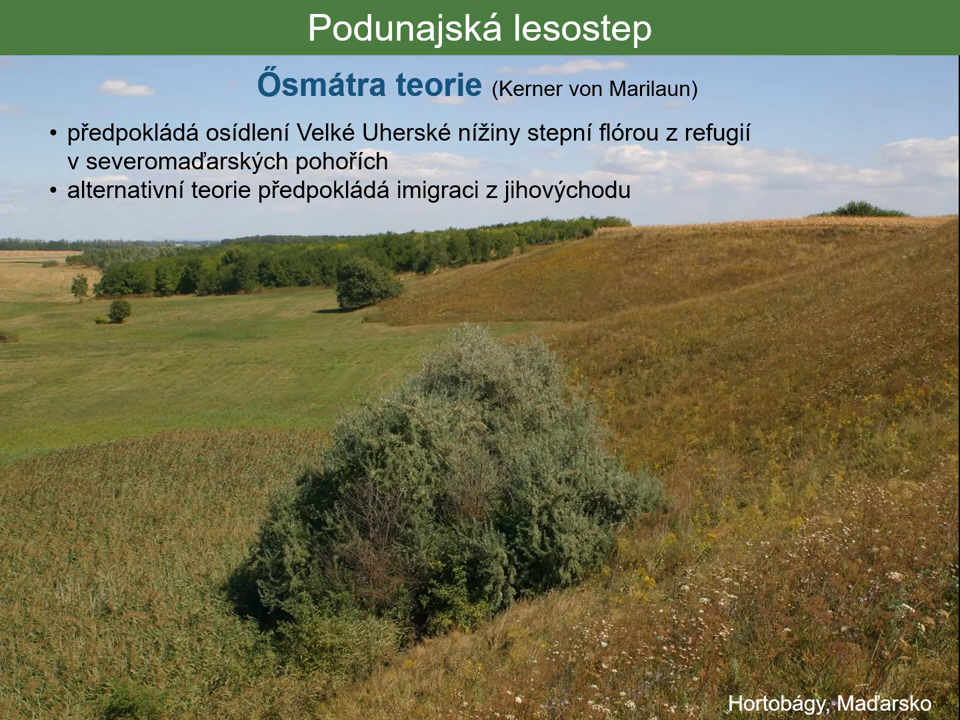 Podunajská lesostep
Ősmátra teorie (Kerner von Marilaun)
• předpokládá osídlení Velké Uherské nížiny stepní flórou z refugií
v severomaďarských pohořích
• alternativní teorie předpokládá imigraci z jihovýchodu
Hortobágy, Maďarsko